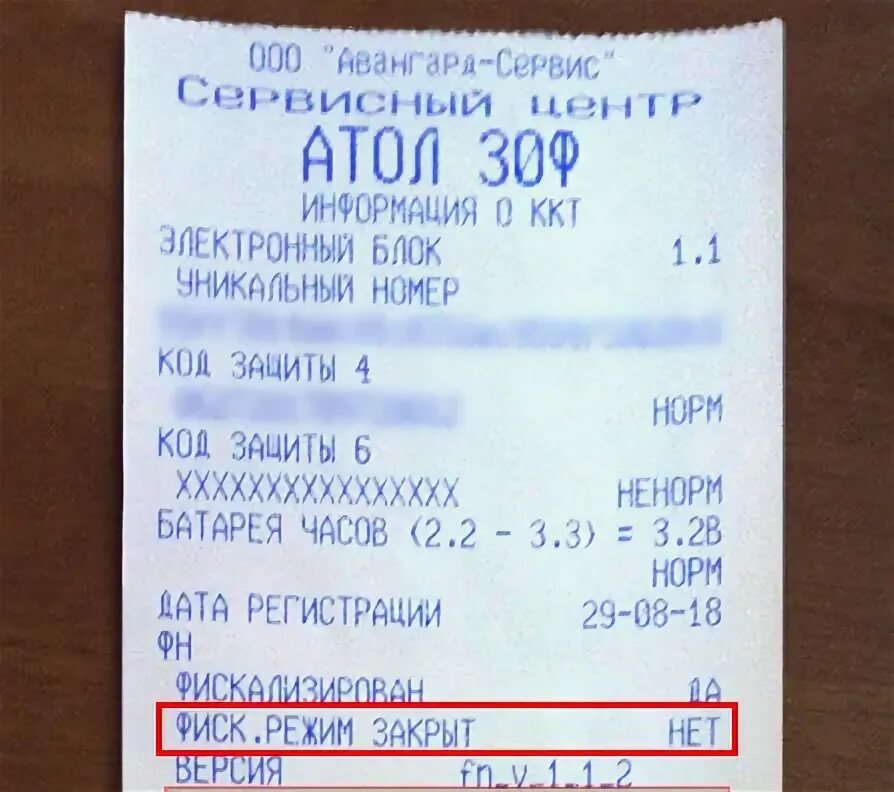 ООО "Авангард-Сервис"
Сервисный центр
АТОЛ 30Ф
ИНФОРМАЦИЯ О ККТ
ЭЛЕКТРОННЫЙ БЛОК 1.1
УНИКАЛЬНЫЙ НОМЕР
КОД ЗАЩИТЫ 4
НОРМ
КОД ЗАЩИТЫ 6
XXXXXXXXXXXXXXXX НЕНОРМ
БАТАРЕЯ ЧАСОВ (2.2 - 3.3) = 3.2В
НОРМ
ДАТА РЕГИСТРАЦИИ 29-08-18
ФН
ФИСКАЛИЗИРОВАН ДА
ФИСК.РЕЖИМ ЗАКРЫТ НЕТ
ВЕРСИЯ fn_v_1_1_2